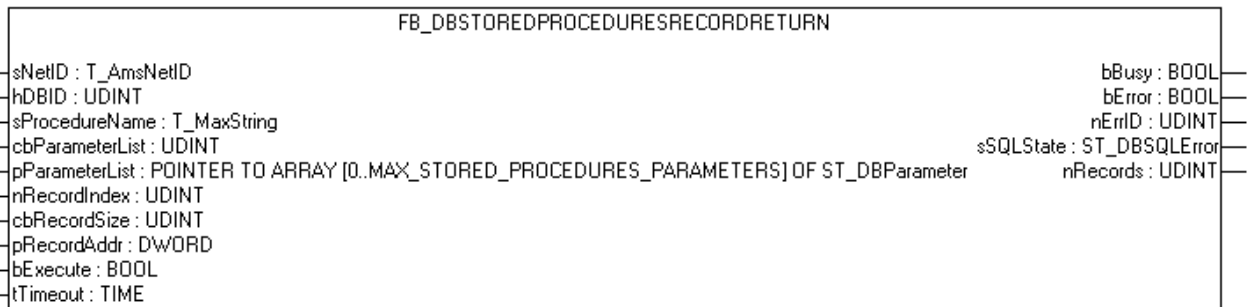 FB_DBSTOREDPROCEDURESRECORDRETURN
sNetID : T_AmsNetID bBusy : BOOL
hDBID : UDINT bError : BOOL
sProcedureName : T_MaxString nErrID : UDINT
cbParameterList : UDINT sSQLState : ST_DBSQLError
pParameterList : POINTER TO ARRAY [0..MAX_STORED_PROCEDURES_PARAMETERS] OF ST_DBParameter nRecords : UDINT
nRecordIndex : UDINT
cbRecordSize : UDINT
pRecordAddr : DWORD
bExecute : BOOL
tTimeout : TIME